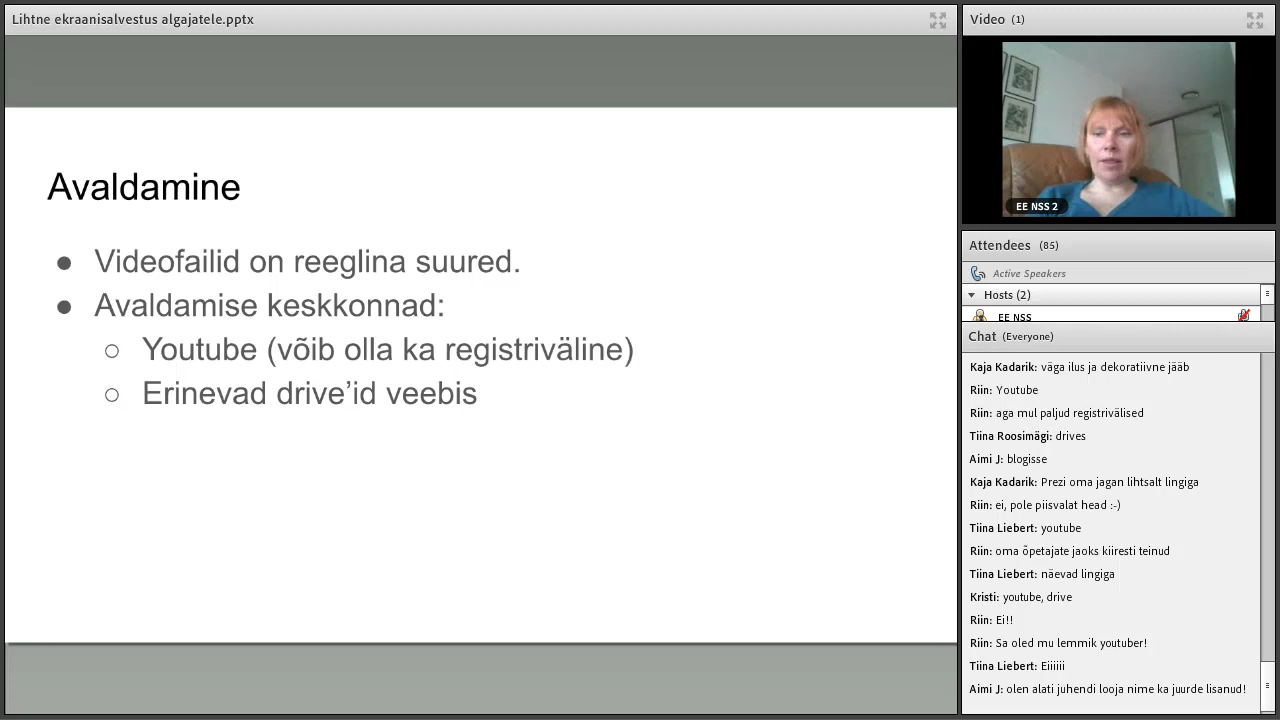 Lihtne ekraanisalvestus algajatele.pptx
Avaldamine
● Videofailid on reeglina suured.
● Avaldamise keskkonnad:
○ Youtube (võib olla ka registriväline)
○ Erinevad drive’id veebis
Video (1)
EE NSS 2
Attendees (85)
Active Speakers
Hosts (2)
EE NSS
Chat (Everyone)
Kaja Kadarik: väga ilus ja dekoratiivne jääb
Riin: Youtube
Riin: aga mul paljud registrivälised
Tiina Roosimägi: drives
Aimi J: blogisse
Kaja Kadarik: Prezi oma jagan lihtsalt lingiga
Riin: ei, pole piisvalat head :-)
Tiina Liebert: youtube
Riin: oma õpetajate jaoks kiiresti teinud
Tiina Liebert: näevad lingiga
Kristi: youtube, drive
Riin: Ei!!
Riin: Sa oled mu lemmik youtuber!
Tiina Liebert: Eiiiiii
Aimi J: olen alati juhendi looja nime ka juurde lisanud!